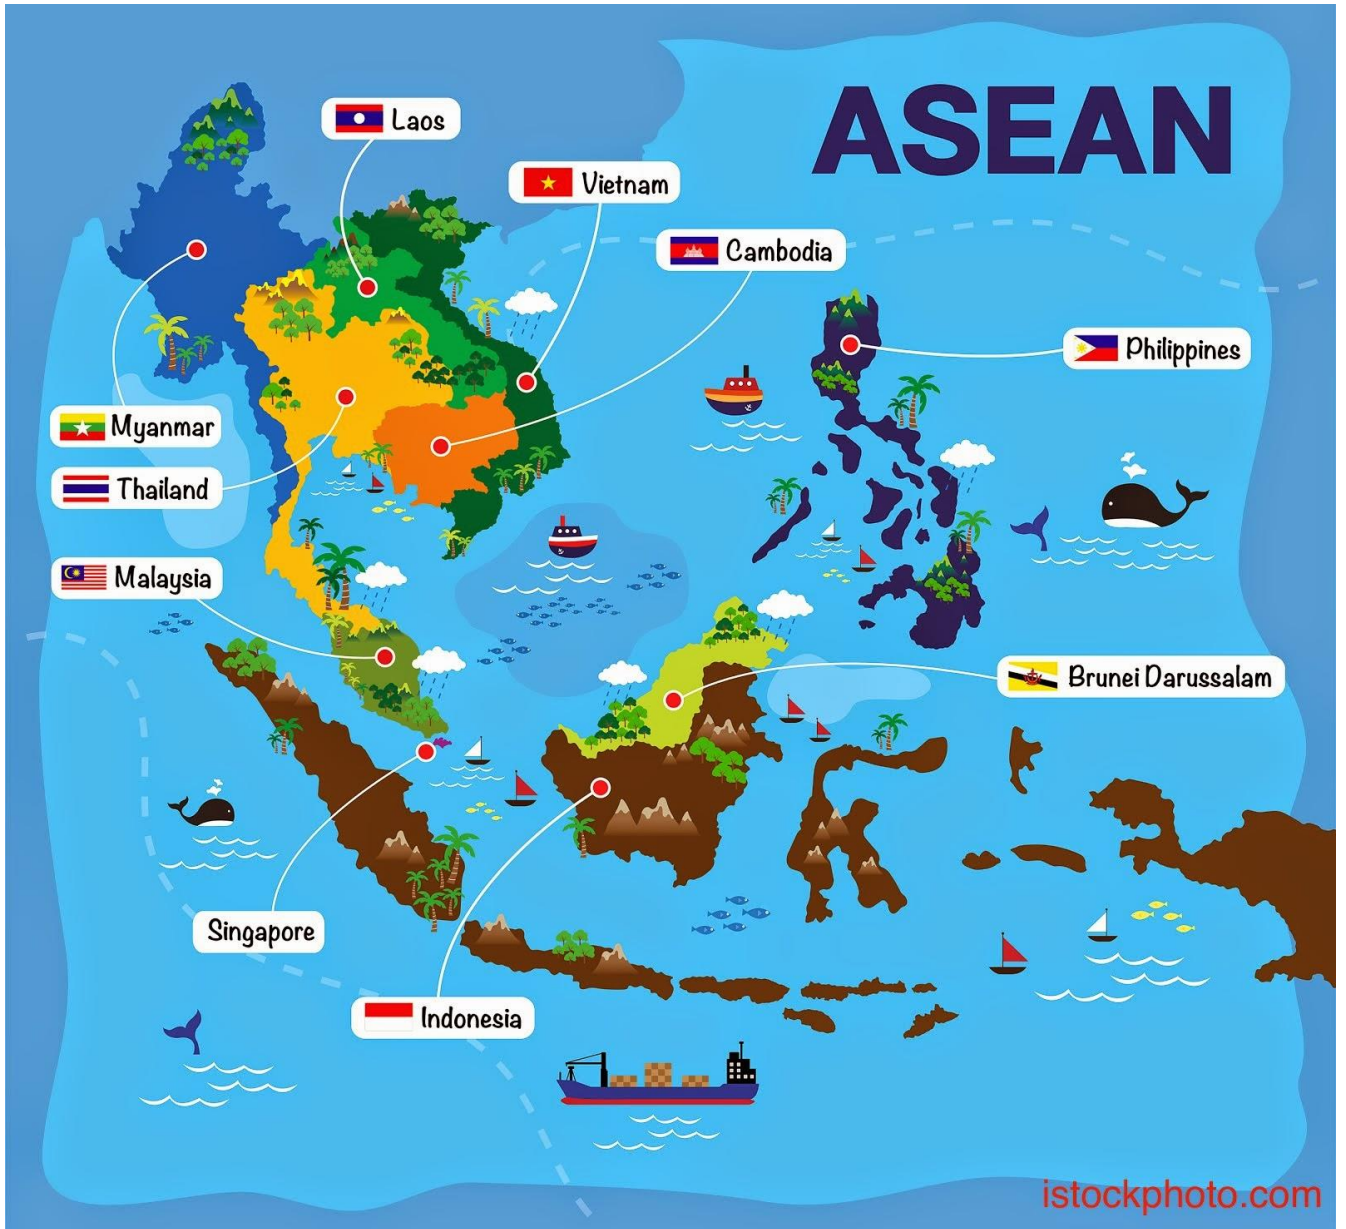 ASEAN
Laos
Vietnam
Cambodia
Philippines
Myanmar
Thailand
Malaysia
Brunei Darussalam
Singapore
Indonesia
istockphoto.com